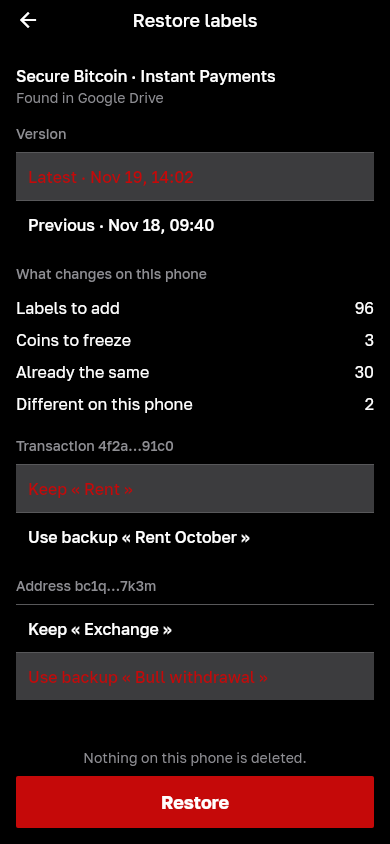 Restore labels
Secure Bitcoin · Instant Payments
Found in Google Drive
Version
Latest · Nov 19, 14:02
Previous · Nov 18, 09:40
What changes on this phone
Labels to add 96
Coins to freeze 3
Already the same 30
Different on this phone 2
Transaction 4f2a…91c0
Keep « Rent »
Use backup « Rent October »
Address bc1q…7k3m
Keep « Exchange »
Use backup « Bull withdrawal »
Nothing on this phone is deleted.
Restore